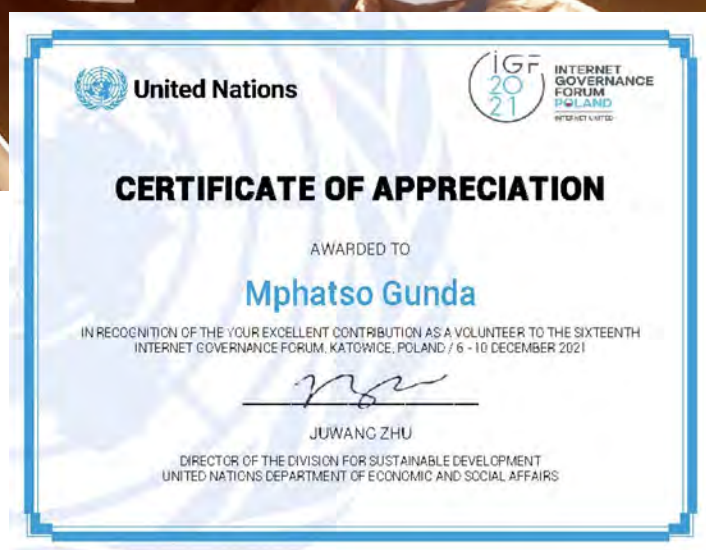 United Nations
IGF
20
21
INTERNET
GOVERNANCE
FORUM
POLAND
INTERNET UNITED
CERTIFICATE OF APPRECIATION
AWARDED TO
Mphatso Gunda
IN RECOGNITION OF THE YOUR EXCELLENT CONTRIBUTION AS A VOLUNTEER TO THE SIXTEENTH
INTERNET GOVERNANCE FORUM, KATOWICE, POLAND / 6 - 10 DECEMBER 2021
JUWANG ZHU
DIRECTOR OF THE DIVISION FOR SUSTAINABLE DEVELOPMENT
UNITED NATIONS DEPARTMENT OF ECONOMIC AND SOCIAL AFFAIRS